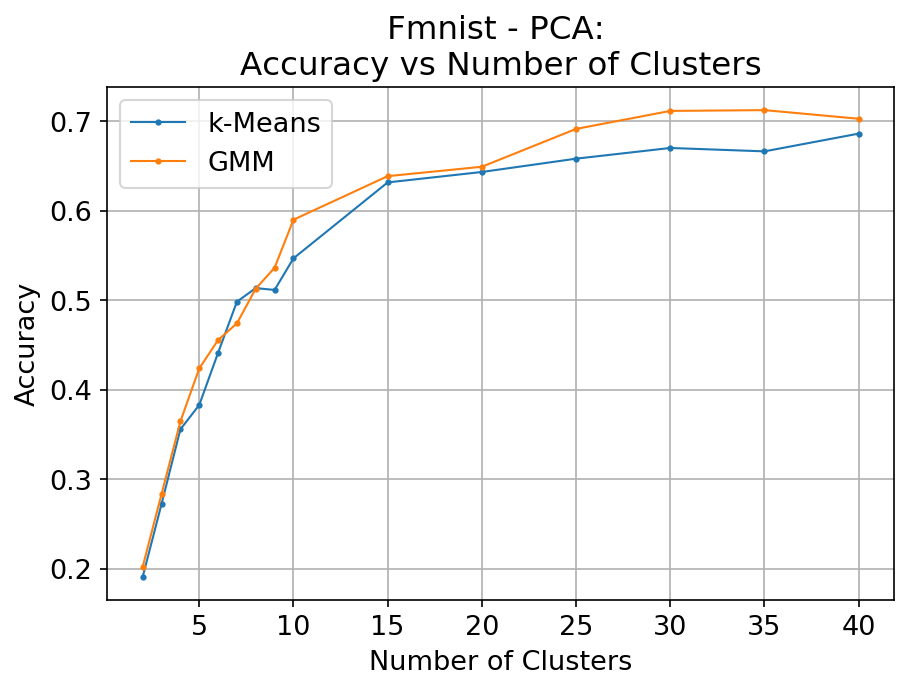 Fmnist - PCA:
Accuracy vs Number of Clusters
k-Means
GMM
Accuracy
0.7
0.6
0.5
0.4
0.3
0.2
5 10 15 20 25 30 35 40
Number of Clusters